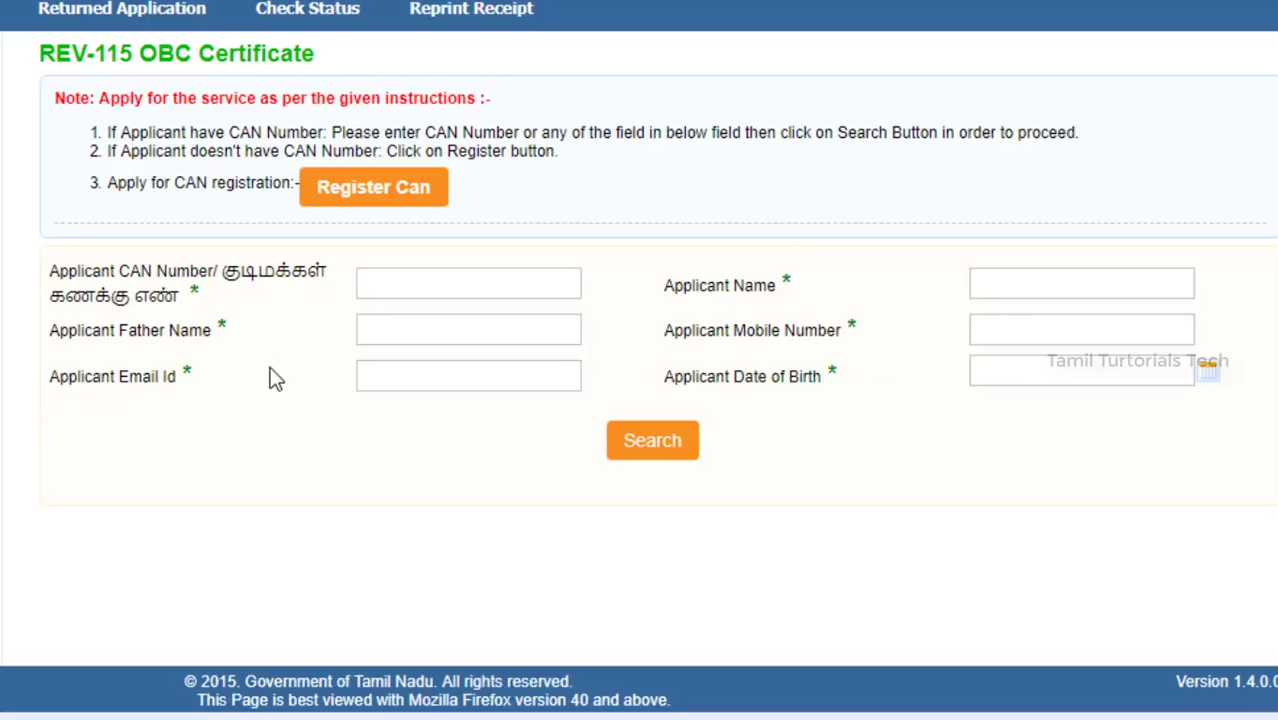 Returned Application Check Status Reprint Receipt
REV-115 OBC Certificate
Note: Apply for the service as per the given instructions :-
1. If Applicant have CAN Number: Please enter CAN Number or any of the field in below field then click on Search Button in order to proceed.
2. If Applicant doesn't have CAN Number: Click on Register button.
3. Apply for CAN registration:- Register Can
Applicant CAN Number/ குடிமக்கள்
கணக்கு எண் *
Applicant Name *
Applicant Father Name *
Applicant Mobile Number *
Applicant Email Id *
Applicant Date of Birth *
Tamil Turtorials Tech
Search
© 2015. Government of Tamil Nadu. All rights reserved.
Version 1.4.0.0
This Page is best viewed with Mozilla Firefox version 40 and above.